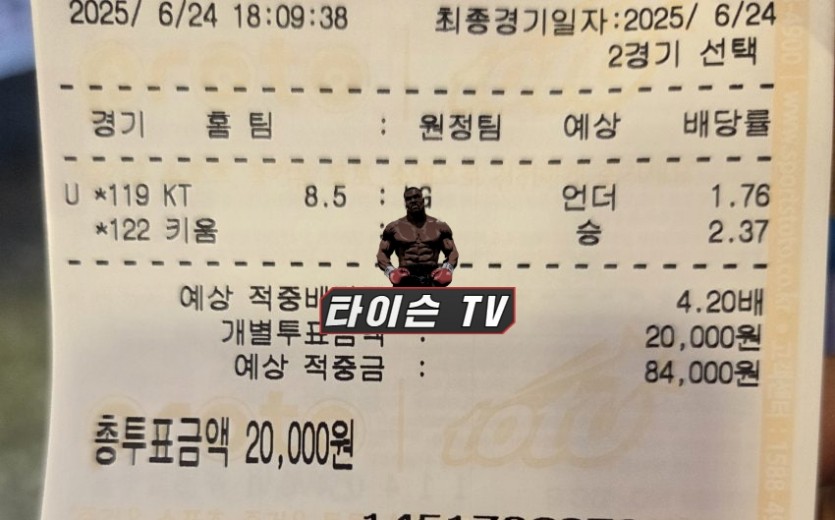 2025/ 6/24 18:09:38 최종경기일자:2025/ 6/24
2경기 선택
경기 홈 팀 : 원정팀 예상 배당률
U *119 KT 8.5 : 언더 1.76
*122 키움 승 2.37
예상 적중배 4.20배
타이슨 TV
개별투표금액 : 20,000원
예상 적중금 : 84,000원
총투표금액 20,000원